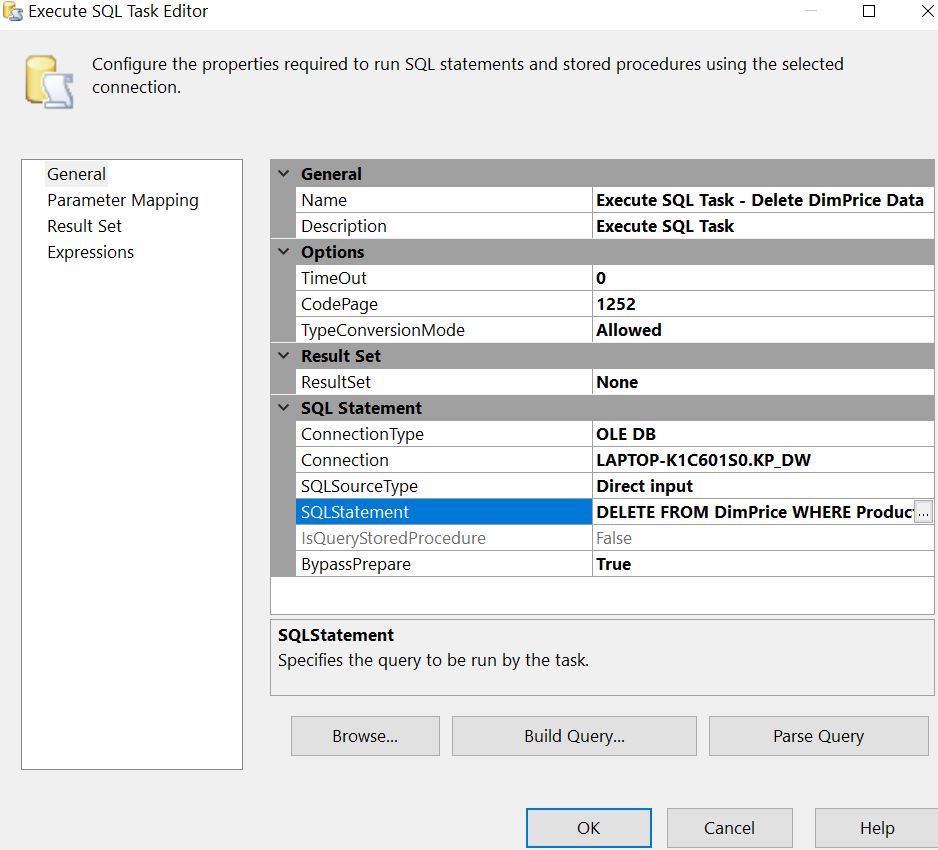 Execute SQL Task Editor
Configure the properties required to run SQL statements and stored procedures using the selected
connection.
General
Parameter Mapping
Result Set
Expressions
General
Name Execute SQL Task - Delete DimPrice Data
Description Execute SQL Task
Options
TimeOut 0
CodePage 1252
TypeConversionMode Allowed
Result Set
ResultSet None
SQL Statement
ConnectionType OLE DB
Connection LAPTOP-K1C601S0.KP_DW
SQLSourceType Direct input
SQLStatement DELETE FROM DimPrice WHERE Produc ...
IsQueryStoredProcedure False
BypassPrepare True
SQLStatement
Specifies the query to be run by the task.
Browse... Build Query... Parse Query
OK Cancel Help